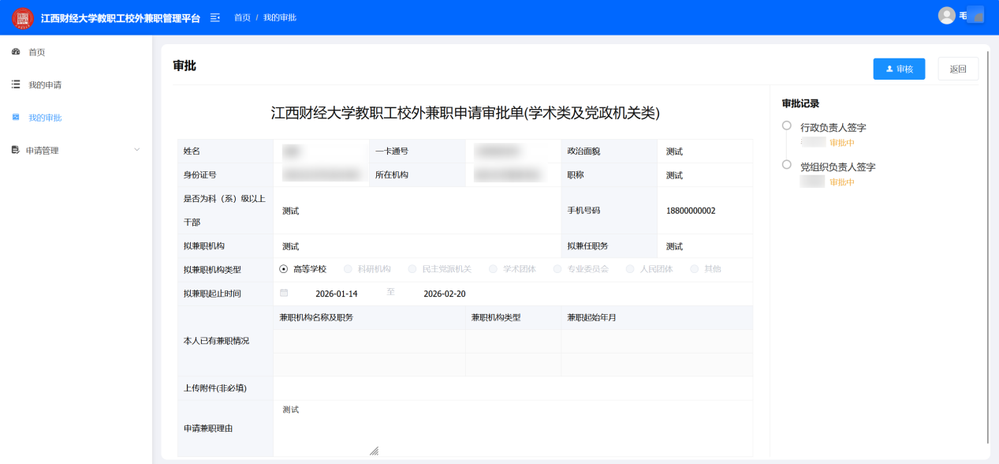 江西财经大学教职工校外兼职管理平台 首页 / 我的审批 毛
首页
我的申请
我的审批
申请管理
审批
审核 返回
江西财经大学教职工校外兼职申请审批单(学术类及党政机关类)
姓名 一卡通号 政治面貌 测试
身份证号 所在机构 职称 测试
是否为科（系）级以上
干部
测试 手机号码 18800000002
拟兼职机构 测试 拟兼任职务 测试
拟兼职机构类型 高等学校 科研机构 民主党派机关 学术团体 专业委员会 人民团体 其他
拟兼职起止时间 2026-01-14 至 2026-02-20
本人已有兼职情况
兼职机构名称及职务 兼职机构类型 兼职起始年月
上传附件(非必填)
申请兼职理由
测试
审批记录
行政负责人签字
审批中
党组织负责人签字
审批中